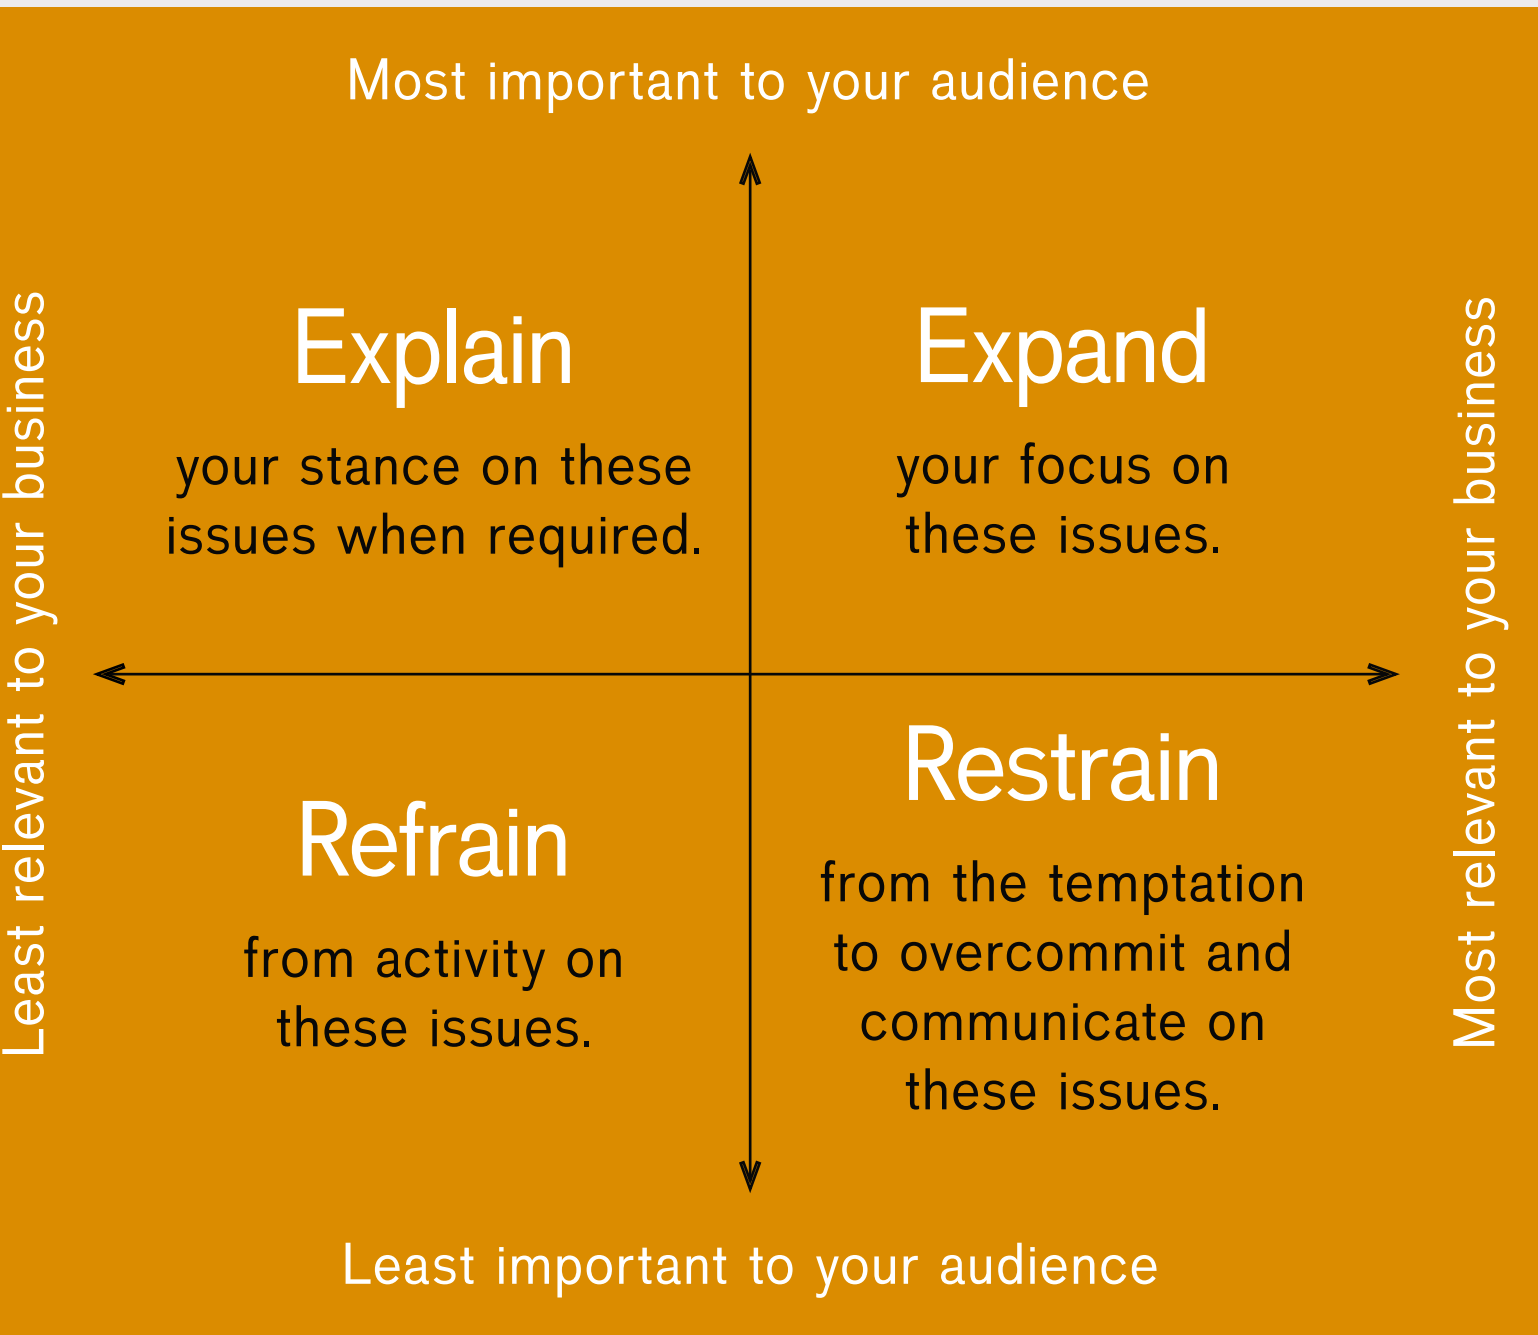 Most important to your audience
Least relevant to your business
Explain
your stance on these
issues when required.
Expand
your focus on
these issues.
Most relevant to your business
Refrain
from activity on
these issues.
Restrain
from the temptation
to overcommit and
communicate on
these issues.
Least important to your audience